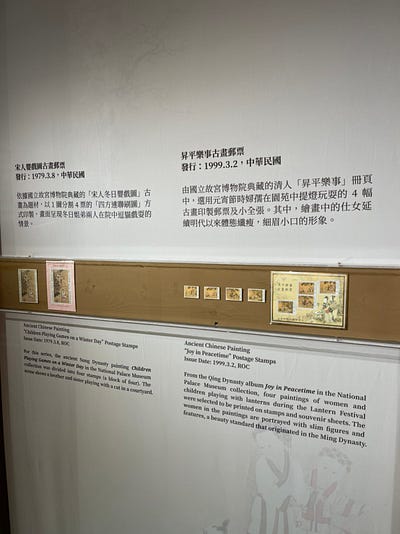 宋人嬰戲圖古畫郵票
發行：1979.3.8，中華民國
依據國立故宮博物院典藏的「宋人冬日嬰戲圖」古
畫為題材，以1圖分割4票的「四方連聯刷圖」方
式印製，畫面呈現冬日姐弟兩人在院中逗貓戲耍的
情景。
昇平樂事古畫郵票
發行：1999.3.2，中華民國
由國立故宮博物院典藏的清人「昇平樂事」冊頁
中，選用元宵節時婦孺在園苑中提燈玩耍的 4 幅
古畫印製郵票及小全張。其中，繪畫中的仕女延
續明代以來體態纖瘦，細眉小口的形象。
Ancient Chinese Painting
"Children Playing Games on a Winter Day" Postage Stamps
Issue Date: 1979.3.8, ROC
For this series, the ancient Song Dynasty painting Children
Playing Games on a Winter Day in the National Palace Museum
collection was divided into four stamps (a block of four). The
scene shows a brother and sister playing with a cat in a courtyard.
Ancient Chinese Painting
"Joy in Peacetime" Postage Stamps
Issue Date: 1999.3.2, ROC
From the Qing Dynasty album Joy in Peacetime in the National
Palace Museum collection, four paintings of women and
children playing with lanterns during the Lantern Festival
were selected to be printed on stamps and souvenir sheets. The
women in the paintings are portrayed with slim figures and
features, a beauty standard that originated in the Ming Dynasty.